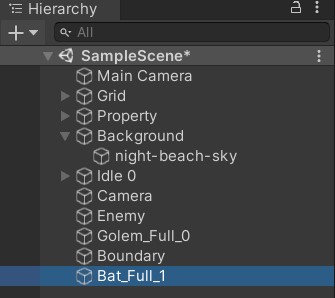 Hierarchy
All
SampleScene*
Main Camera
Grid
Property
Background
night-beach-sky
Idle 0
Camera
Enemy
Golem_Full_0
Boundary
Bat_Full_1